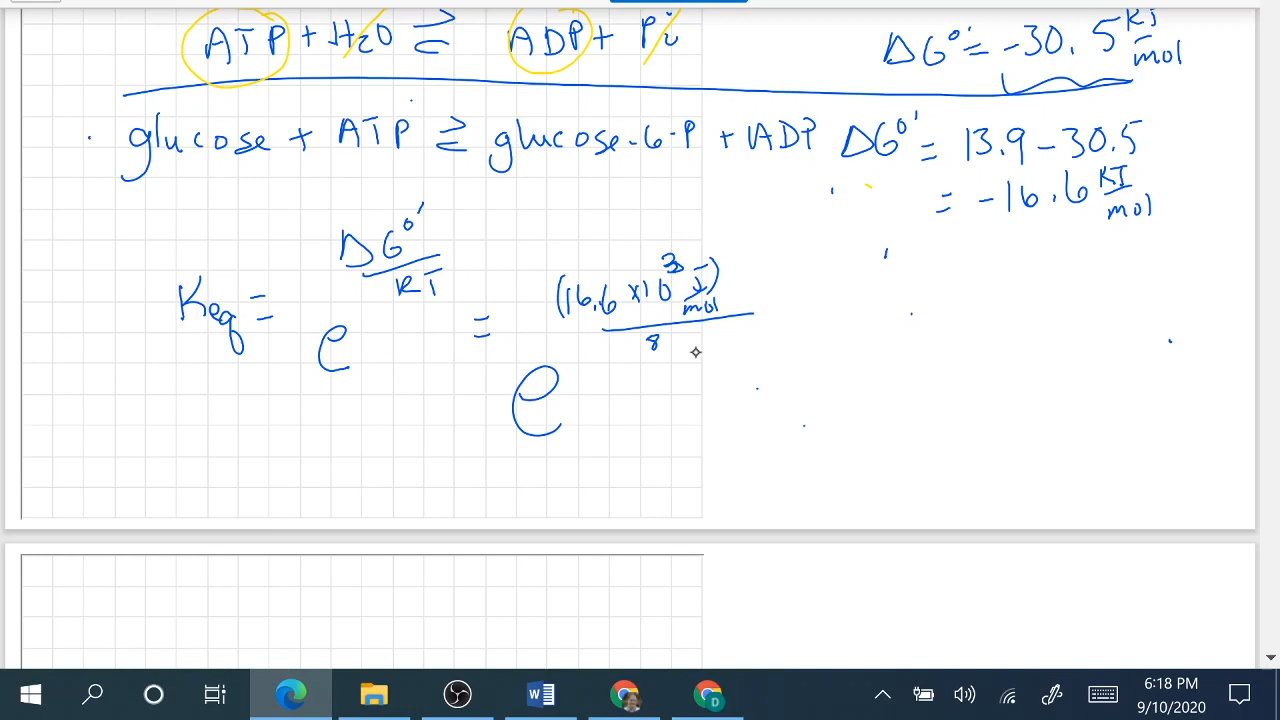 ATP + H2O ⇌ ADP + Pi ΔG°' = -30.5 KJ/mol
glucose + ATP ⇌ glucose-6-P + ADP ΔG°' = 13.9 - 30.5
= -16.6 KJ/mol
Keq = e^(ΔG°'/RT) = e^((16.6 x 10^3 J/mol)/8
6:18 PM
9/10/2020